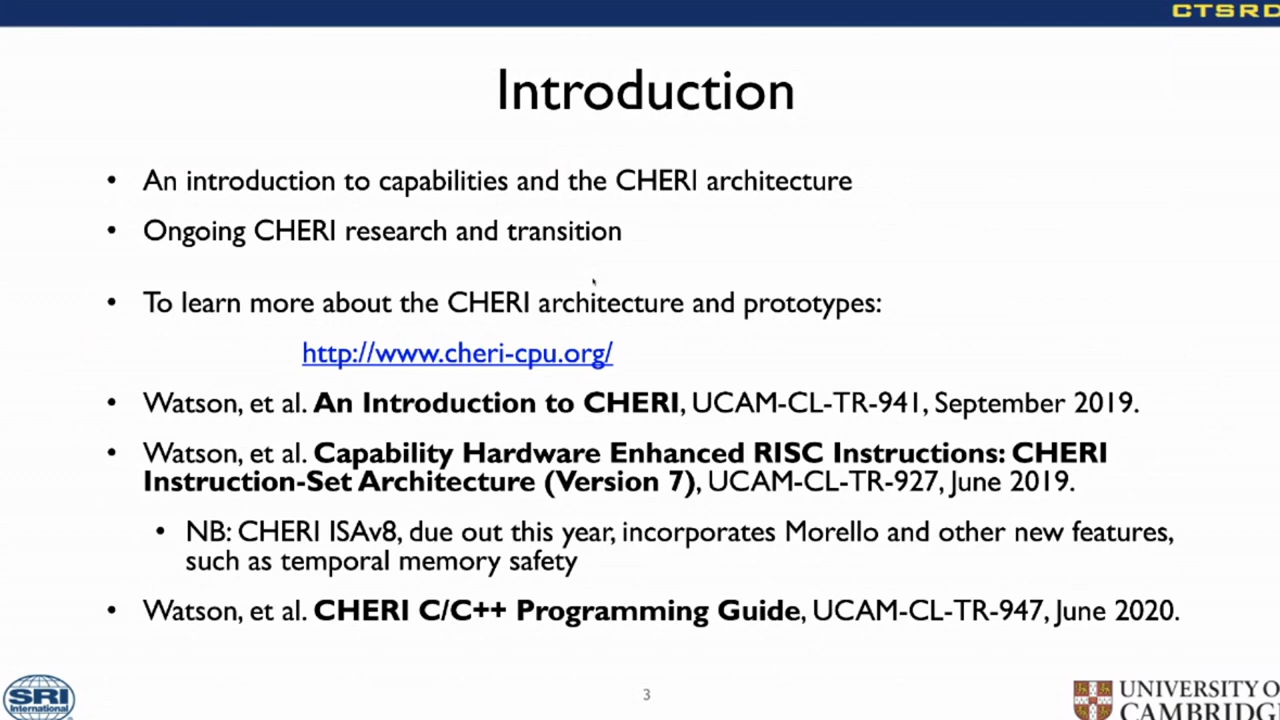 CTSRD
Introduction
• An introduction to capabilities and the CHERI architecture
• Ongoing CHERI research and transition
• To learn more about the CHERI architecture and prototypes:
http://www.cheri-cpu.org/
• Watson, et al. An Introduction to CHERI, UCAM-CL-TR-941, September 2019.
• Watson, et al. Capability Hardware Enhanced RISC Instructions: CHERI
Instruction-Set Architecture (Version 7), UCAM-CL-TR-927, June 2019.
• NB: CHERI ISAv8, due out this year, incorporates Morello and other new features,
such as temporal memory safety
• Watson, et al. CHERI C/C++ Programming Guide, UCAM-CL-TR-947, June 2020.
SRI
International
3
UNIVERSITY O
CAMBRIDG